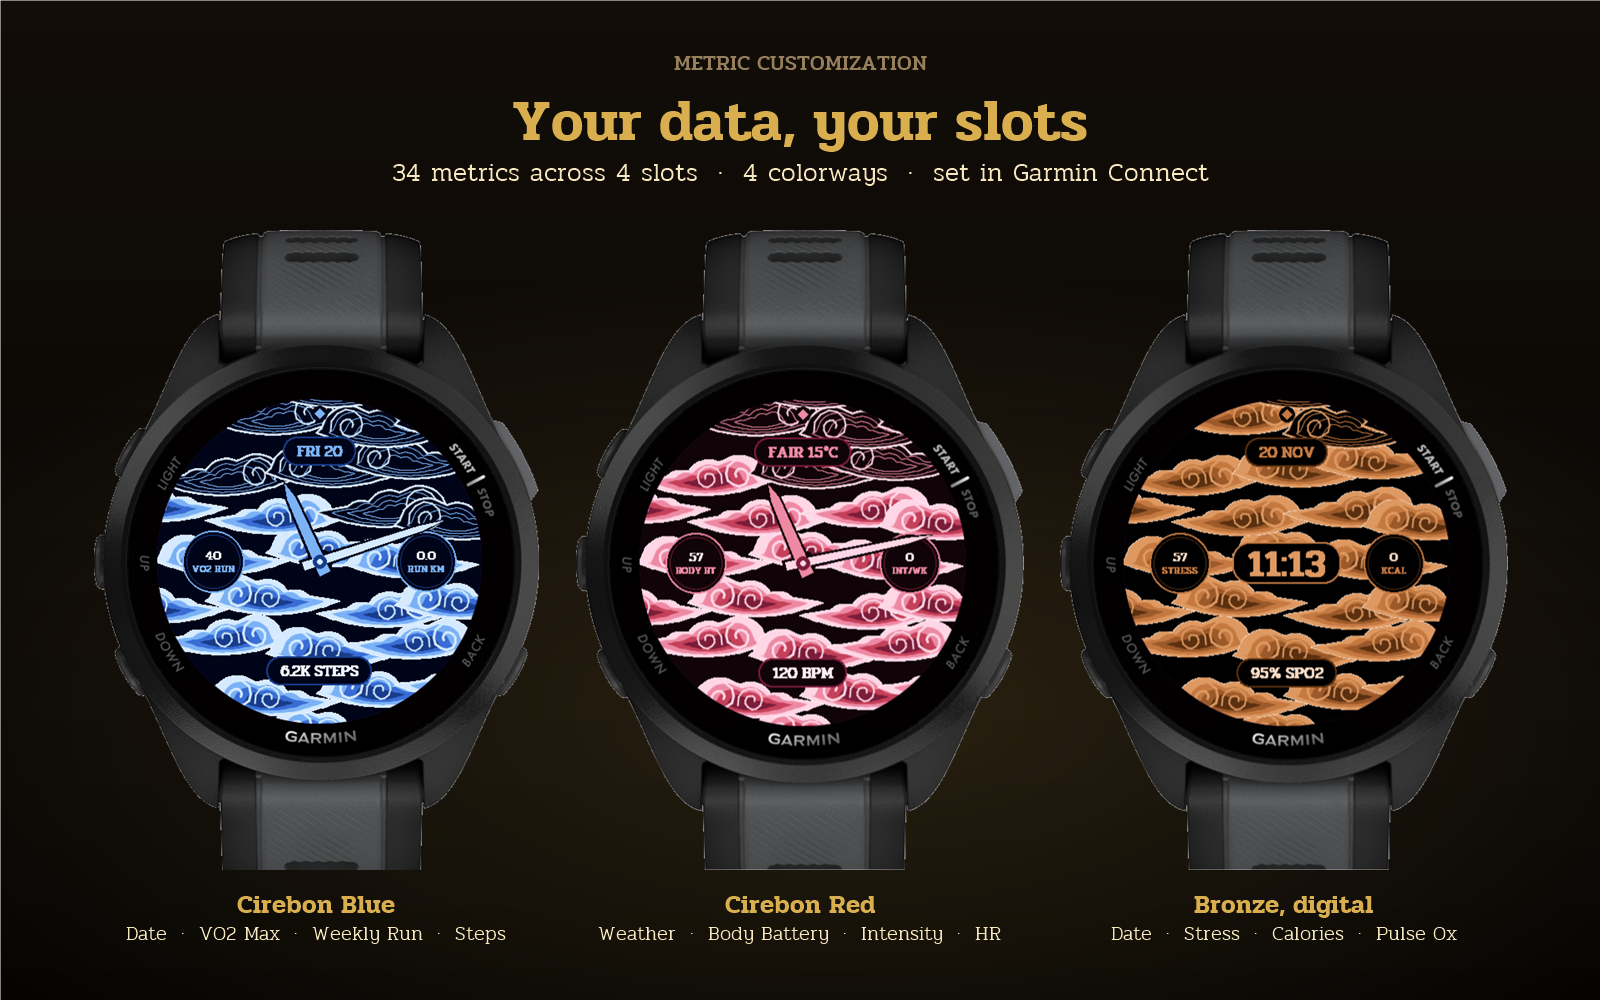 METRIC CUSTOMIZATION
Your data, your slots
34 metrics across 4 slots · 4 colorways · set in Garmin Connect
LIGHT
START
STOP
UP
DOWN
BACK
FRI 20
40
VO2 RUN
0.0
RUN KM
6.2K STEPS
GARMIN
LIGHT
START
STOP
UP
DOWN
BACK
FAIR 15°C
57
BODY BT
0
INT/WK
120 BPM
GARMIN
LIGHT
START
STOP
UP
DOWN
BACK
20 NOV
57
STRESS
11:13
0
KCAL
95% SPO2
GARMIN
Cirebon Blue
Date · VO2 Max · Weekly Run · Steps
Cirebon Red
Weather · Body Battery · Intensity · HR
Bronze, digital
Date · Stress · Calories · Pulse Ox